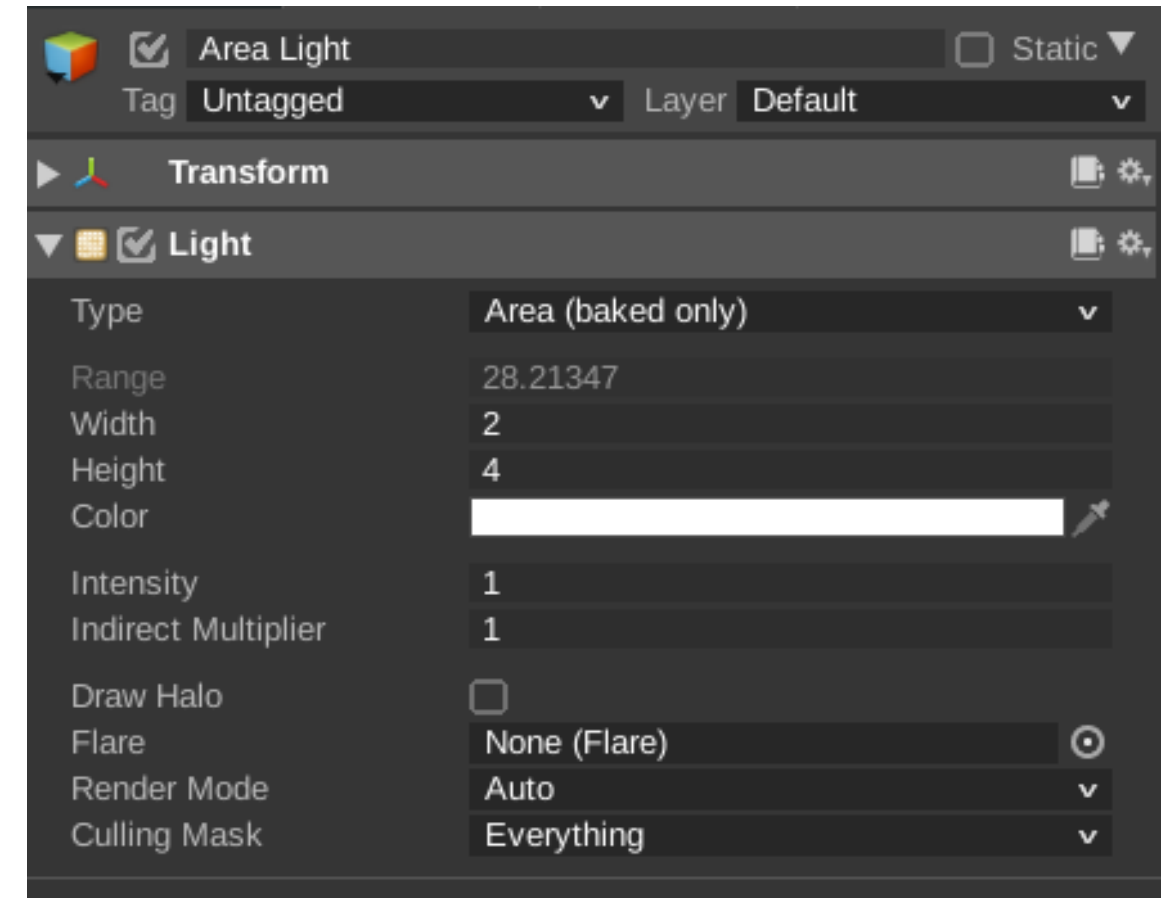 Area Light Static
Tag Untagged Layer Default
Transform
Light
Type Area (baked only)
Range 28.21347
Width 2
Height 4
Color
Intensity 1
Indirect Multiplier 1
Draw Halo
Flare None (Flare)
Render Mode Auto
Culling Mask Everything